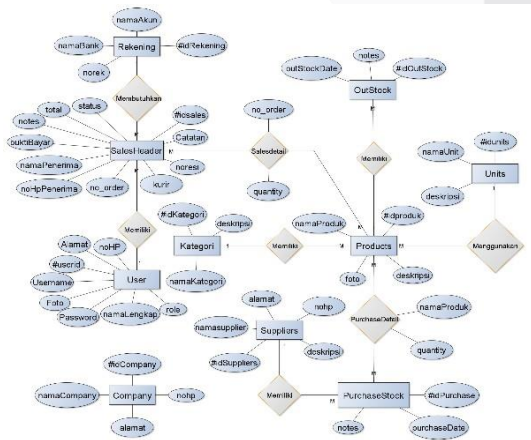 namaAkun
namaBank
Rekening
#idRekening
norek
Membutuhkan
total
status
notes
#idsales
buktiBayar
Catatan
SalesHeader
M
namaPenerima
noresi
noHpPenerima
no_order
kurir
no_order
Salesdetail
quantity
notes
outStockDate
#idOutStock
OutStock
M
Memiliki
#idunits
namaUnit
Units
deskripsi
M
Menggunakan
#idproduk
namaProduk
Products
M
M
M
foto
deskripsi
#idKategori
deskripsi
Kategori
M
Memiliki
namaKategori
Memiliki
Alamat
noHP
#userid
Username
User
Foto
Password
namaLengkap
role
alamat
nohp
namasupplier
Suppliers
#idSuppliers
deskripsi
Memiliki
M
PurchaseDetail
namaProduk
quantity
M
PurchaseStock
#idPurchase
notes
purchaseDate
#idCompany
namaCompany
Company
nohp
alamat